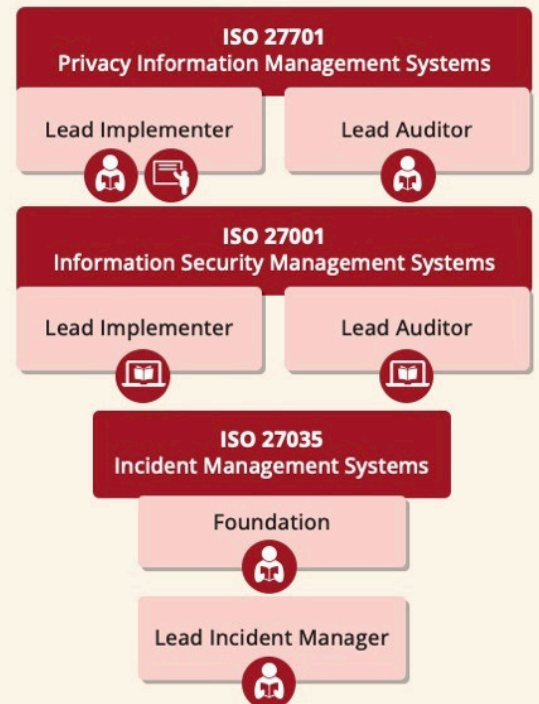 ISO 27701
Privacy Information Management Systems
Lead Implementer
Lead Auditor
ISO 27001
Information Security Management Systems
Lead Implementer
Lead Auditor
ISO 27035
Incident Management Systems
Foundation
Lead Incident Manager